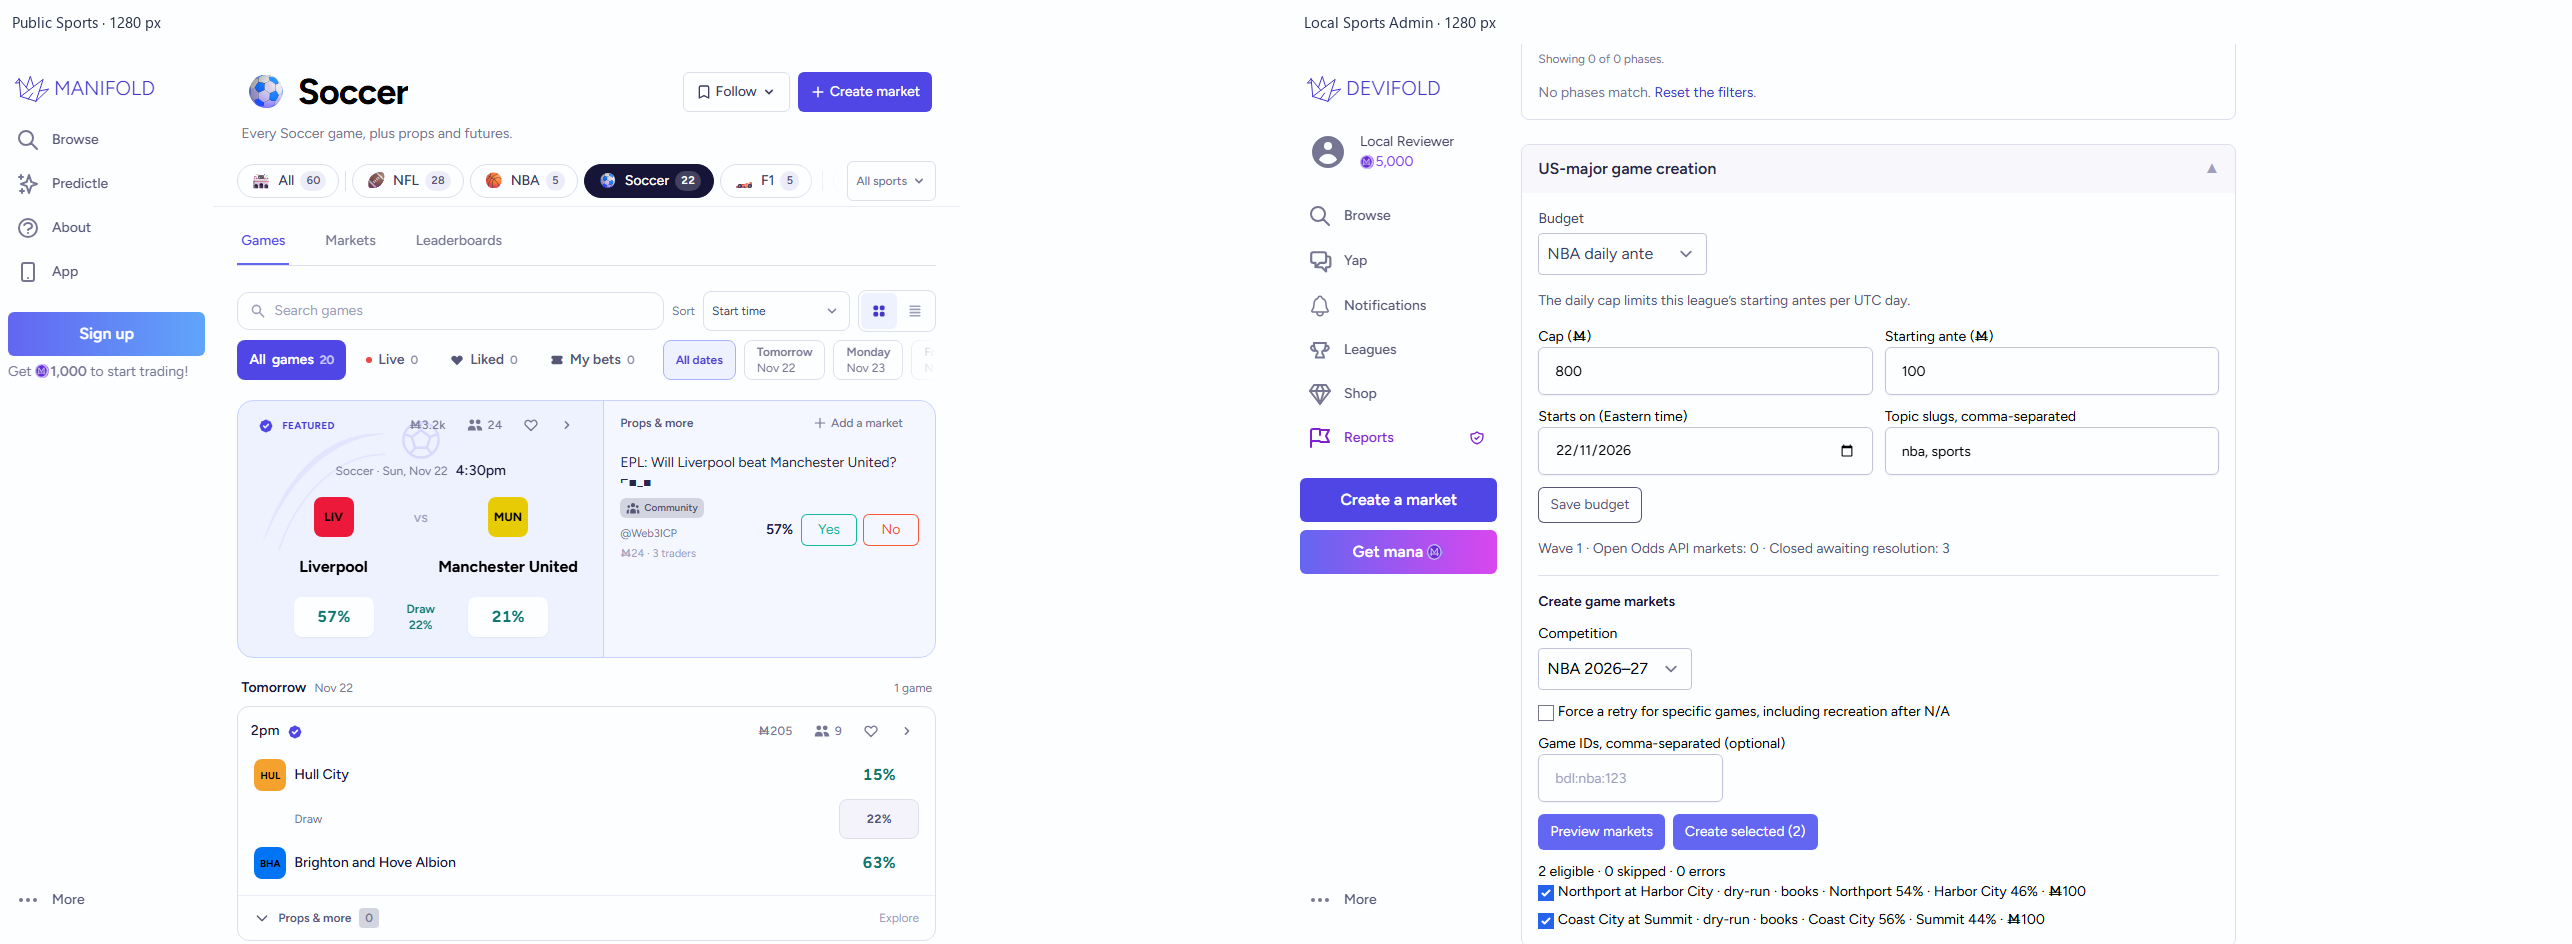 Public Sports · 1280 px
MANIFOLD
Browse
Predictle
About
App
Sign up
Get 1,000 to start trading!
More
Soccer
Follow
+ Create market
Every Soccer game, plus props and futures.
All 60
NFL 28
NBA 5
Soccer 22
F1 5
All sports
Games Markets Leaderboards
Search games
Sort
Start time
All games 20
Live 0
Liked 0
My bets 0
All dates
Tomorrow
Nov 22
Monday
Nov 23
FEATURED
Ṁ3.2k
24
Soccer · Sun, Nov 22 4:30pm
LIV
vs
MUN
Liverpool
Manchester United
57%
Draw
22%
21%
Props & more
+ Add a market
EPL: Will Liverpool beat Manchester United?
Community
@Web3ICP
Ṁ24 · 3 traders
57%
Yes
No
Tomorrow Nov 22
1 game
2pm
Ṁ205
9
HUL
Hull City
15%
Draw
22%
BHA
Brighton and Hove Albion
63%
Props & more 0
Explore
Local Sports Admin · 1280 px
DEVIFOLD
Local Reviewer
5,000
Browse
Yap
Notifications
Leagues
Shop
Reports
Create a market
Get mana
More
Showing 0 of 0 phases.
No phases match. Reset the filters.
US-major game creation
Budget
NBA daily ante
The daily cap limits this league's starting antes per UTC day.
Cap (Ṁ)
800
Starting ante (Ṁ)
100
Starts on (Eastern time)
22/11/2026
Topic slugs, comma-separated
nba, sports
Save budget
Wave 1 · Open Odds API markets: 0 · Closed awaiting resolution: 3
Create game markets
Competition
NBA 2026–27
Force a retry for specific games, including recreation after N/A
Game IDs, comma-separated (optional)
bdl:nba:123
Preview markets
Create selected (2)
2 eligible · 0 skipped · 0 errors
Northport at Harbor City · dry-run · books · Northport 54% · Harbor City 46% · Ṁ100
Coast City at Summit · dry-run · books · Coast City 56% · Summit 44% · Ṁ100